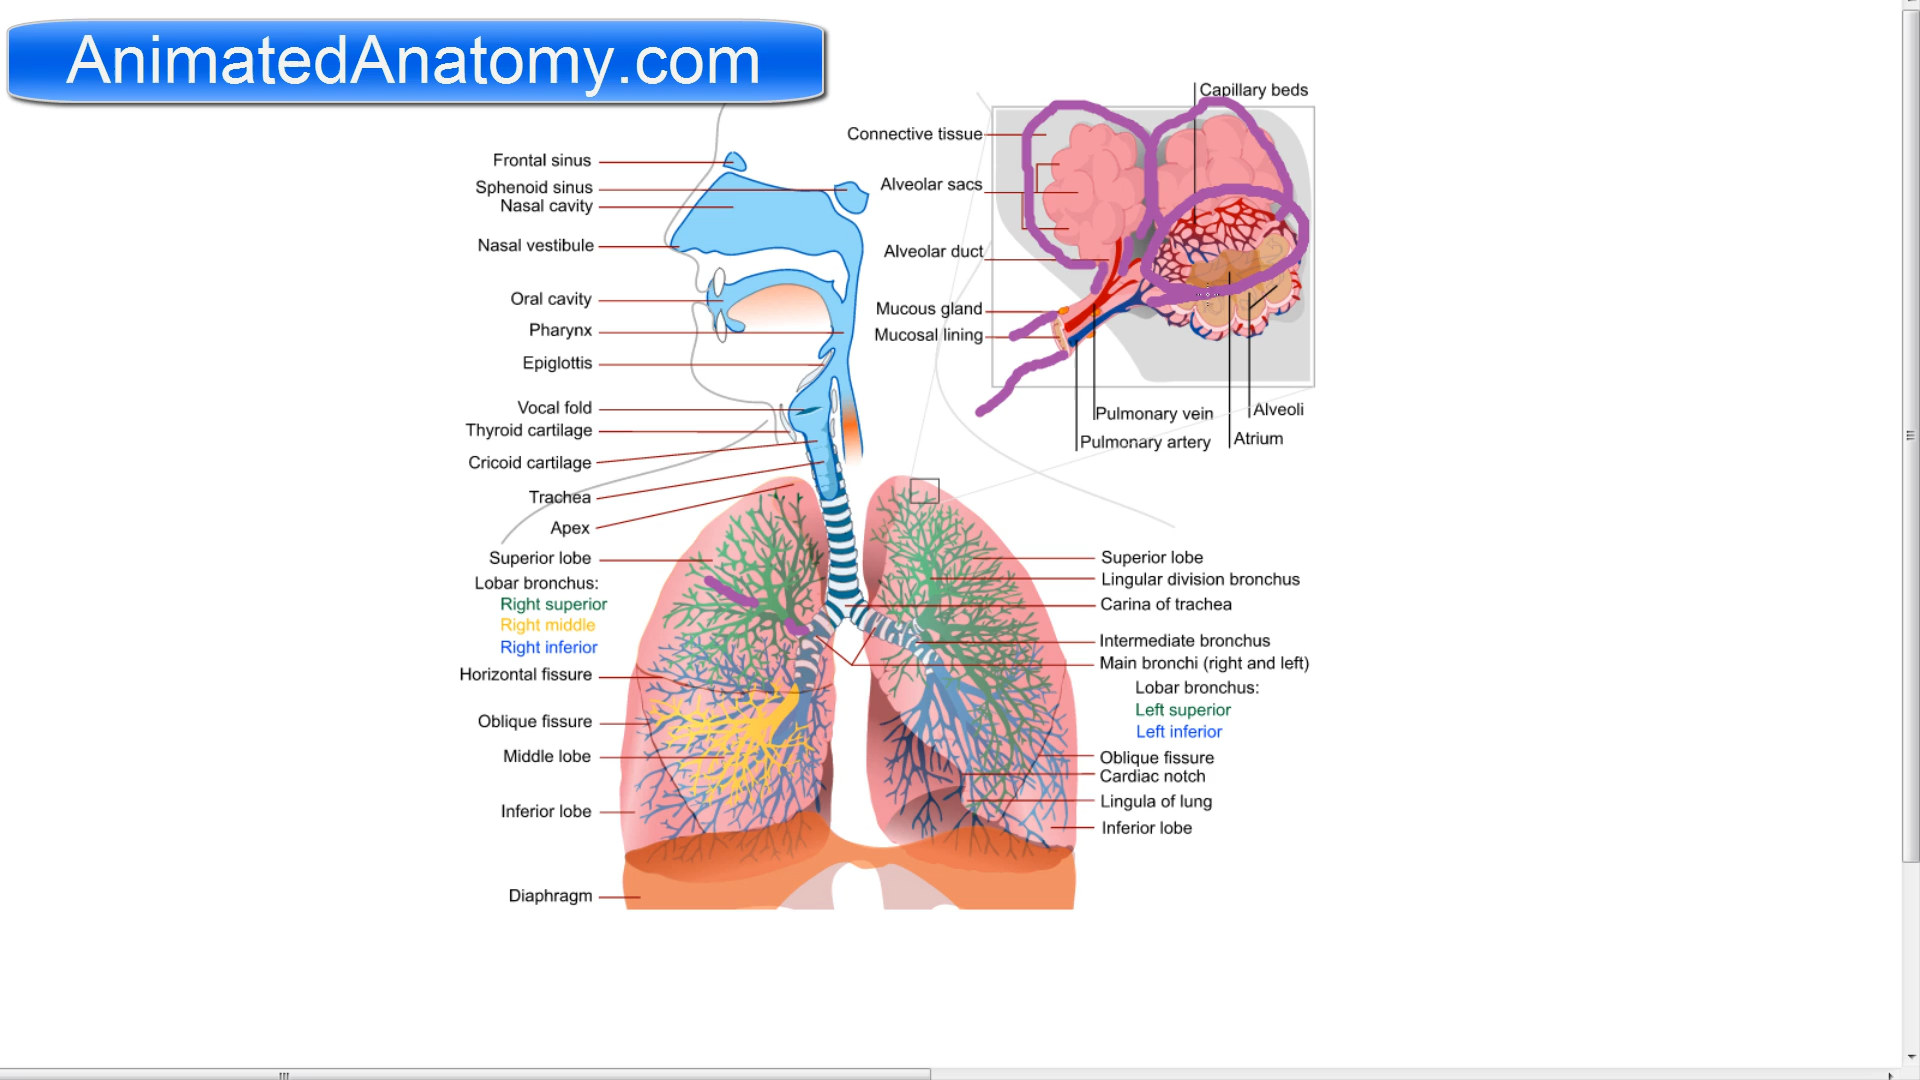 AnimatedAnatomy.com
Capillary beds
Connective tissue
Alveolar sacs
Alveolar duct
Mucous gland
Mucosal lining
Pulmonary vein
Alveoli
Pulmonary artery
Atrium
Frontal sinus
Sphenoid sinus
Nasal cavity
Nasal vestibule
Oral cavity
Pharynx
Epiglottis
Vocal fold
Thyroid cartilage
Cricoid cartilage
Trachea
Apex
Superior lobe
Lobar bronchus:
Right superior
Right middle
Right inferior
Horizontal fissure
Oblique fissure
Middle lobe
Inferior lobe
Diaphragm
Superior lobe
Lingular division bronchus
Carina of trachea
Intermediate bronchus
Main bronchi (right and left)
Lobar bronchus:
Left superior
Left inferior
Oblique fissure
Cardiac notch
Lingula of lung
Inferior lobe